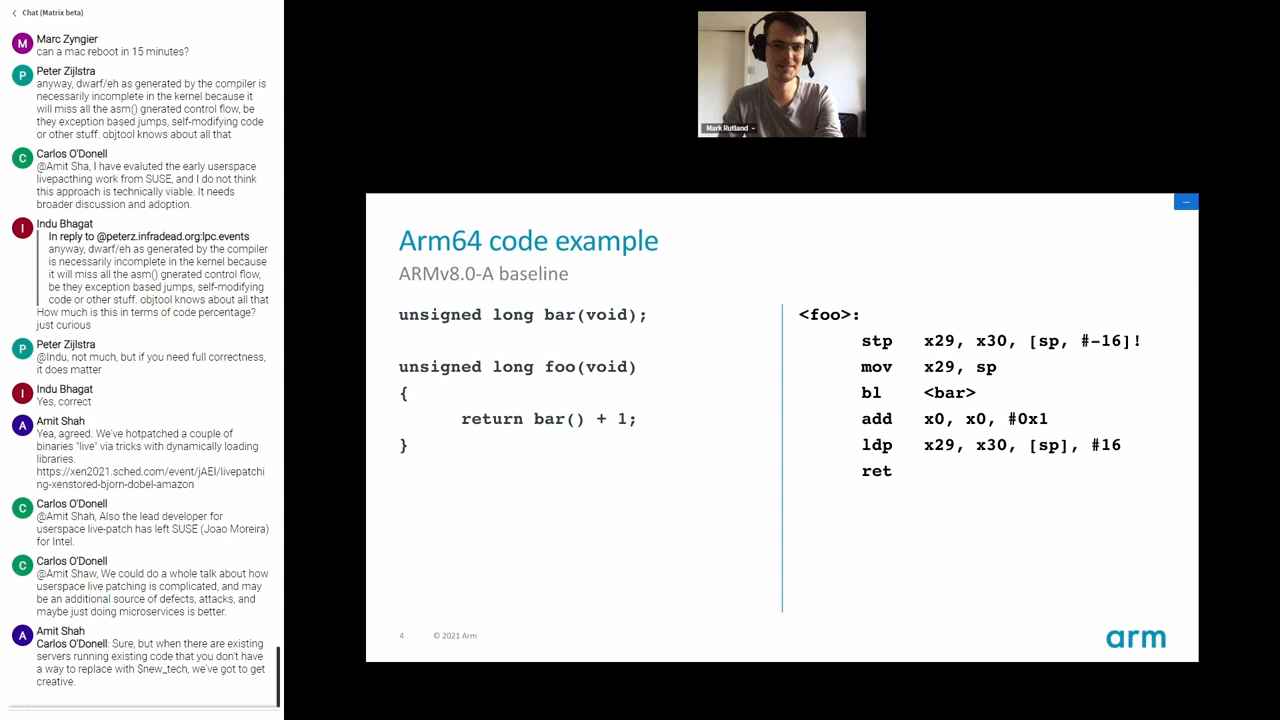 Chat (Matrix beta)
M
Marc Zyngier
can a mac reboot in 15 minutes?
P
Peter Zijlstra
anyway, dwarf/eh as generated by the compiler is
necessarily incomplete in the kernel because it
will miss all the asm() gnerated control flow, be
they exception based jumps, self-modifying code
or other stuff. objtool knows about all that
C
Carlos O'Donell
@Amit Sha, I have evaluted the early userspace
livepacthing work from SUSE, and I do not think
this approach is technically viable. It needs
broader discussion and adoption.
I
Indu Bhagat
In reply to @peterz.infradead.org:lpc.events
anyway, dwarf/eh as generated by the compiler
is necessarily incomplete in the kernel because
it will miss all the asm() gnerated control flow,
be they exception based jumps, self-modifying
code or other stuff. objtool knows about all that
How much is this in terms of code percentage?
just curious
P
Peter Zijlstra
@Indu, not much, but if you need full correctness,
it does matter
I
Indu Bhagat
Yes, correct
A
Amit Shah
Yea, agreed. We've hotpatched a couple of
binaries "live" via tricks with dynamically loading
libraries.
https://xen2021.sched.com/event/jAEI/livepatchi
ng-xenstored-bjorn-dobel-amazon
C
Carlos O'Donell
@Amit Shah, Also the lead developer for
userspace live-patch has left SUSE (Joao Moreira)
for Intel.
C
Carlos O'Donell
@Amit Shaw, We could do a whole talk about how
userspace live patching is complicated, and may
be an additional source of defects, attacks, and
maybe just doing microservices is better.
A
Amit Shah
Carlos O'Donell: Sure, but when there are existing
servers running existing code that you don't have
a way to replace with $new_tech, we've got to get
creative.
Mark Rutland
Arm64 code example
ARMv8.0-A baseline
unsigned long bar(void);
unsigned long foo(void)
{
return bar() + 1;
}
<foo>:
stp x29, x30, [sp, #-16]!
mov x29, sp
bl <bar>
add x0, x0, #0x1
ldp x29, x30, [sp], #16
ret
4 © 2021 Arm
arm